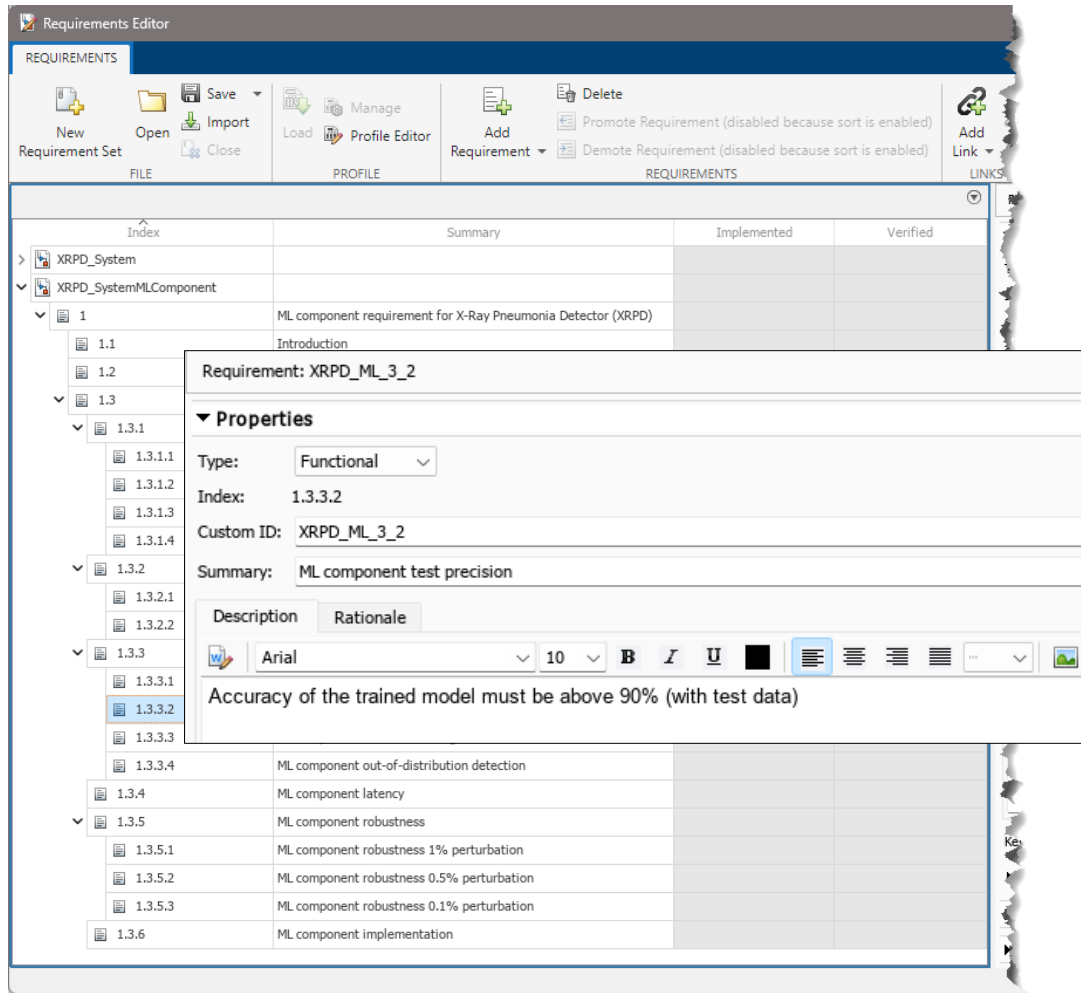 Requirements Editor
REQUIREMENTS
New Requirement Set
Open
Save
Import
Close
FILE
Load
Manage
Profile Editor
PROFILE
Add Requirement
Delete
Promote Requirement (disabled because sort is enabled)
Demote Requirement (disabled because sort is enabled)
REQUIREMENTS
Add Link
LINKS
Index Summary Implemented Verified
XRPD_System
XRPD_SystemMLComponent
1 ML component requirement for X-Ray Pneumonia Detector (XRPD)
1.1 Introduction
1.2
1.3
1.3.1
1.3.1.1
1.3.1.2
1.3.1.3
1.3.1.4
1.3.2
1.3.2.1
1.3.2.2
1.3.3
1.3.3.1
1.3.3.2
1.3.3.3
1.3.3.4 ML component out-of-distribution detection
1.3.4 ML component latency
1.3.5 ML component robustness
1.3.5.1 ML component robustness 1% perturbation
1.3.5.2 ML component robustness 0.5% perturbation
1.3.5.3 ML component robustness 0.1% perturbation
1.3.6 ML component implementation
Requirement: XRPD_ML_3_2
Properties
Type: Functional
Index: 1.3.3.2
Custom ID: XRPD_ML_3_2
Summary: ML component test precision
Description Rationale
Arial 10 B I U
Accuracy of the trained model must be above 90% (with test data)